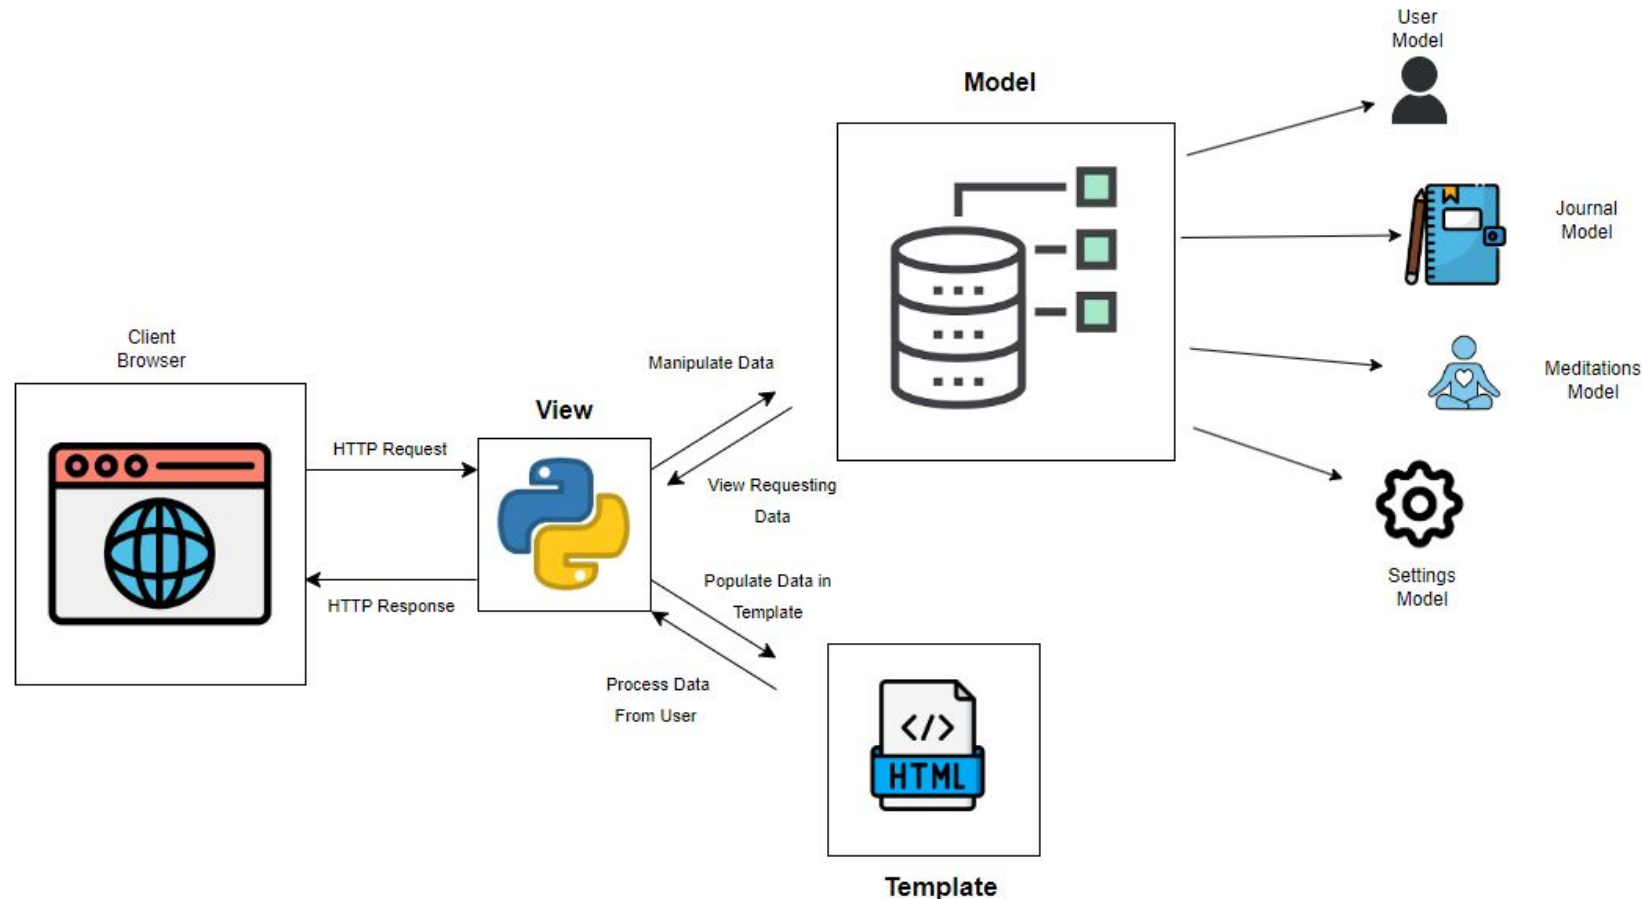 User
Model
Model
Journal
Model
Client
Browser
Manipulate Data
Meditations
Model
View
HTTP Request
View Requesting
Data
Populate Data in
Template
HTTP Response
Settings
Model
Process Data
From User
</>
HTML
Template